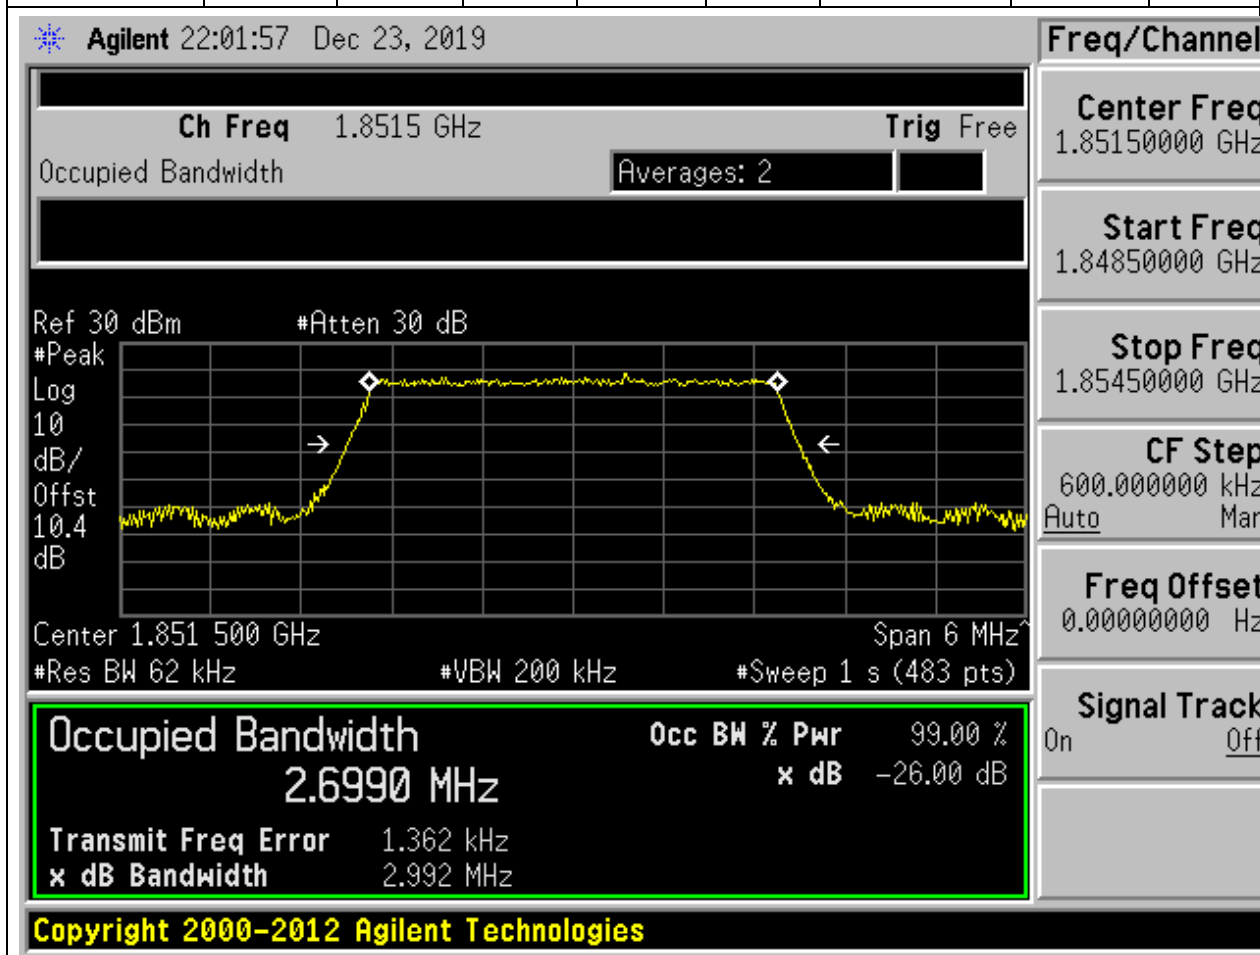 Agilent 22:01:57 Dec 23, 2019
Ch Freq 1.8515 GHz Trig Free
Occupied Bandwidth Averages: 2
Ref 30 dBm #Atten 30 dB
#Peak
Log
10
dB/
Offst
10.4
dB
Center 1.851 500 GHz Span 6 MHz^
#Res BW 62 kHz #VBW 200 kHz #Sweep 1 s (483 pts)
Occupied Bandwidth Occ BW % Pwr 99.00 %
2.6990 MHz x dB -26.00 dB
Transmit Freq Error 1.362 kHz
x dB Bandwidth 2.992 MHz
Copyright 2000-2012 Agilent Technologies
Freq/Channel
Center Freq
1.85150000 GHz
Start Freq
1.84850000 GHz
Stop Freq
1.85450000 GHz
CF Step
600.000000 kHz
Auto Man
Freq Offset
0.00000000 Hz
Signal Track
On Off